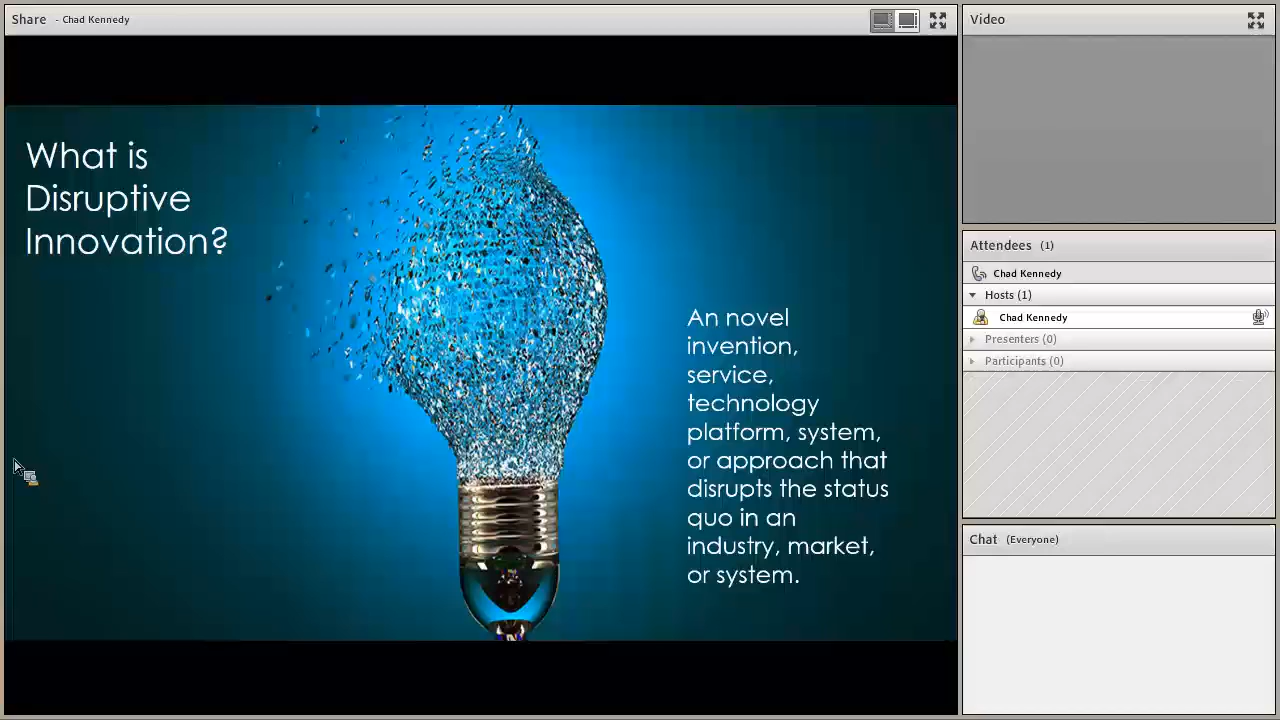 Share - Chad Kennedy
What is
Disruptive
Innovation?
An novel
invention,
service,
technology
platform, system,
or approach that
disrupts the status
quo in an
industry, market,
or system.
Video
Attendees (1)
Chad Kennedy
Hosts (1)
Chad Kennedy
Presenters (0)
Participants (0)
Chat (Everyone)